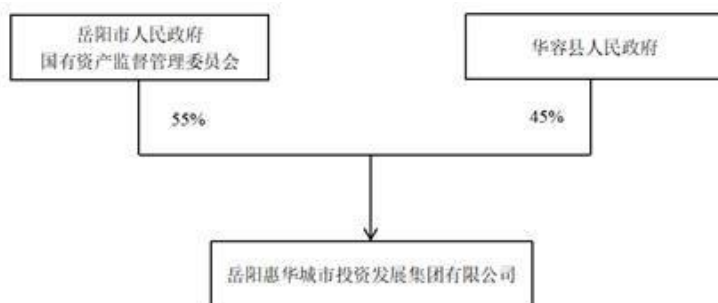 岳阳市人民政府
国有资产监督管理委员会
华容县人民政府
55%
45%
岳阳惠华城市投资发展集团有限公司